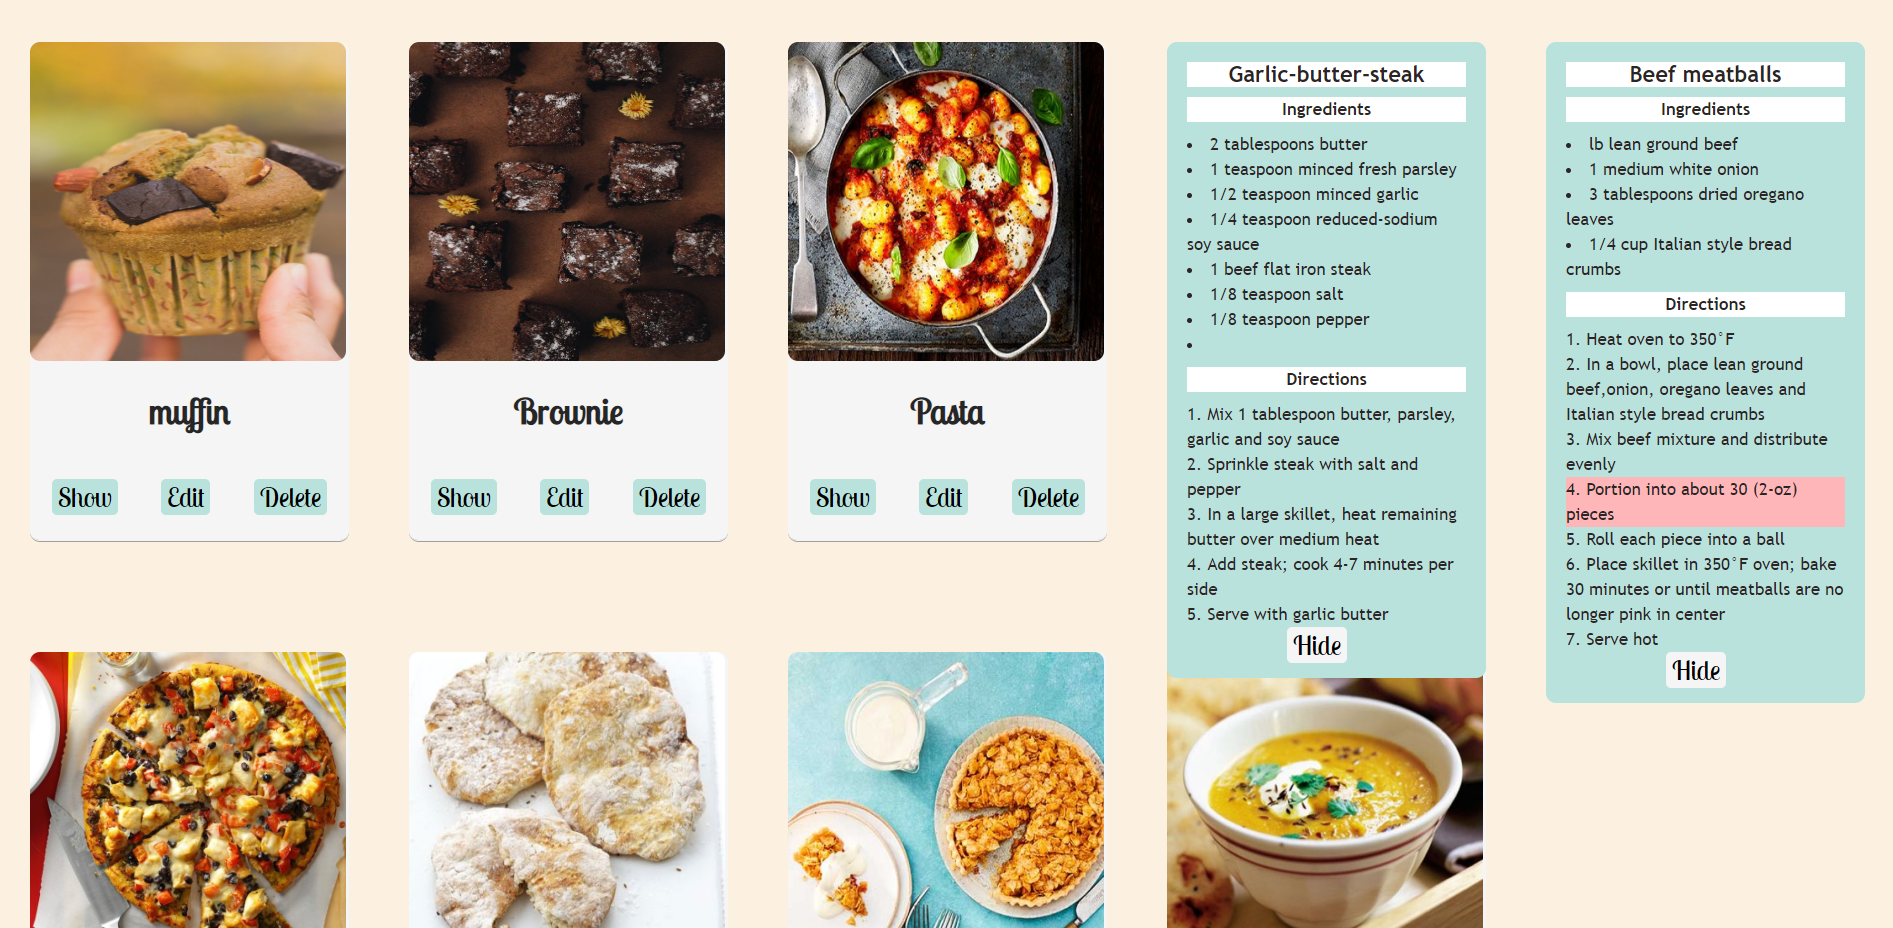 muffin
Show Edit Delete
Brownie
Show Edit Delete
Pasta
Show Edit Delete
Garlic-butter-steak
Ingredients
• 2 tablespoons butter
• 1 teaspoon minced fresh parsley
• 1/2 teaspoon minced garlic
• 1/4 teaspoon reduced-sodium
soy sauce
• 1 beef flat iron steak
• 1/8 teaspoon salt
• 1/8 teaspoon pepper
•
Directions
1. Mix 1 tablespoon butter, parsley,
garlic and soy sauce
2. Sprinkle steak with salt and
pepper
3. In a large skillet, heat remaining
butter over medium heat
4. Add steak; cook 4-7 minutes per
side
5. Serve with garlic butter
Hide
Beef meatballs
Ingredients
• lb lean ground beef
• 1 medium white onion
• 3 tablespoons dried oregano
leaves
• 1/4 cup Italian style bread
crumbs
Directions
1. Heat oven to 350°F
2. In a bowl, place lean ground
beef,onion, oregano leaves and
Italian style bread crumbs
3. Mix beef mixture and distribute
evenly
4. Portion into about 30 (2-oz)
pieces
5. Roll each piece into a ball
6. Place skillet in 350°F oven; bake
30 minutes or until meatballs are no
longer pink in center
7. Serve hot
Hide